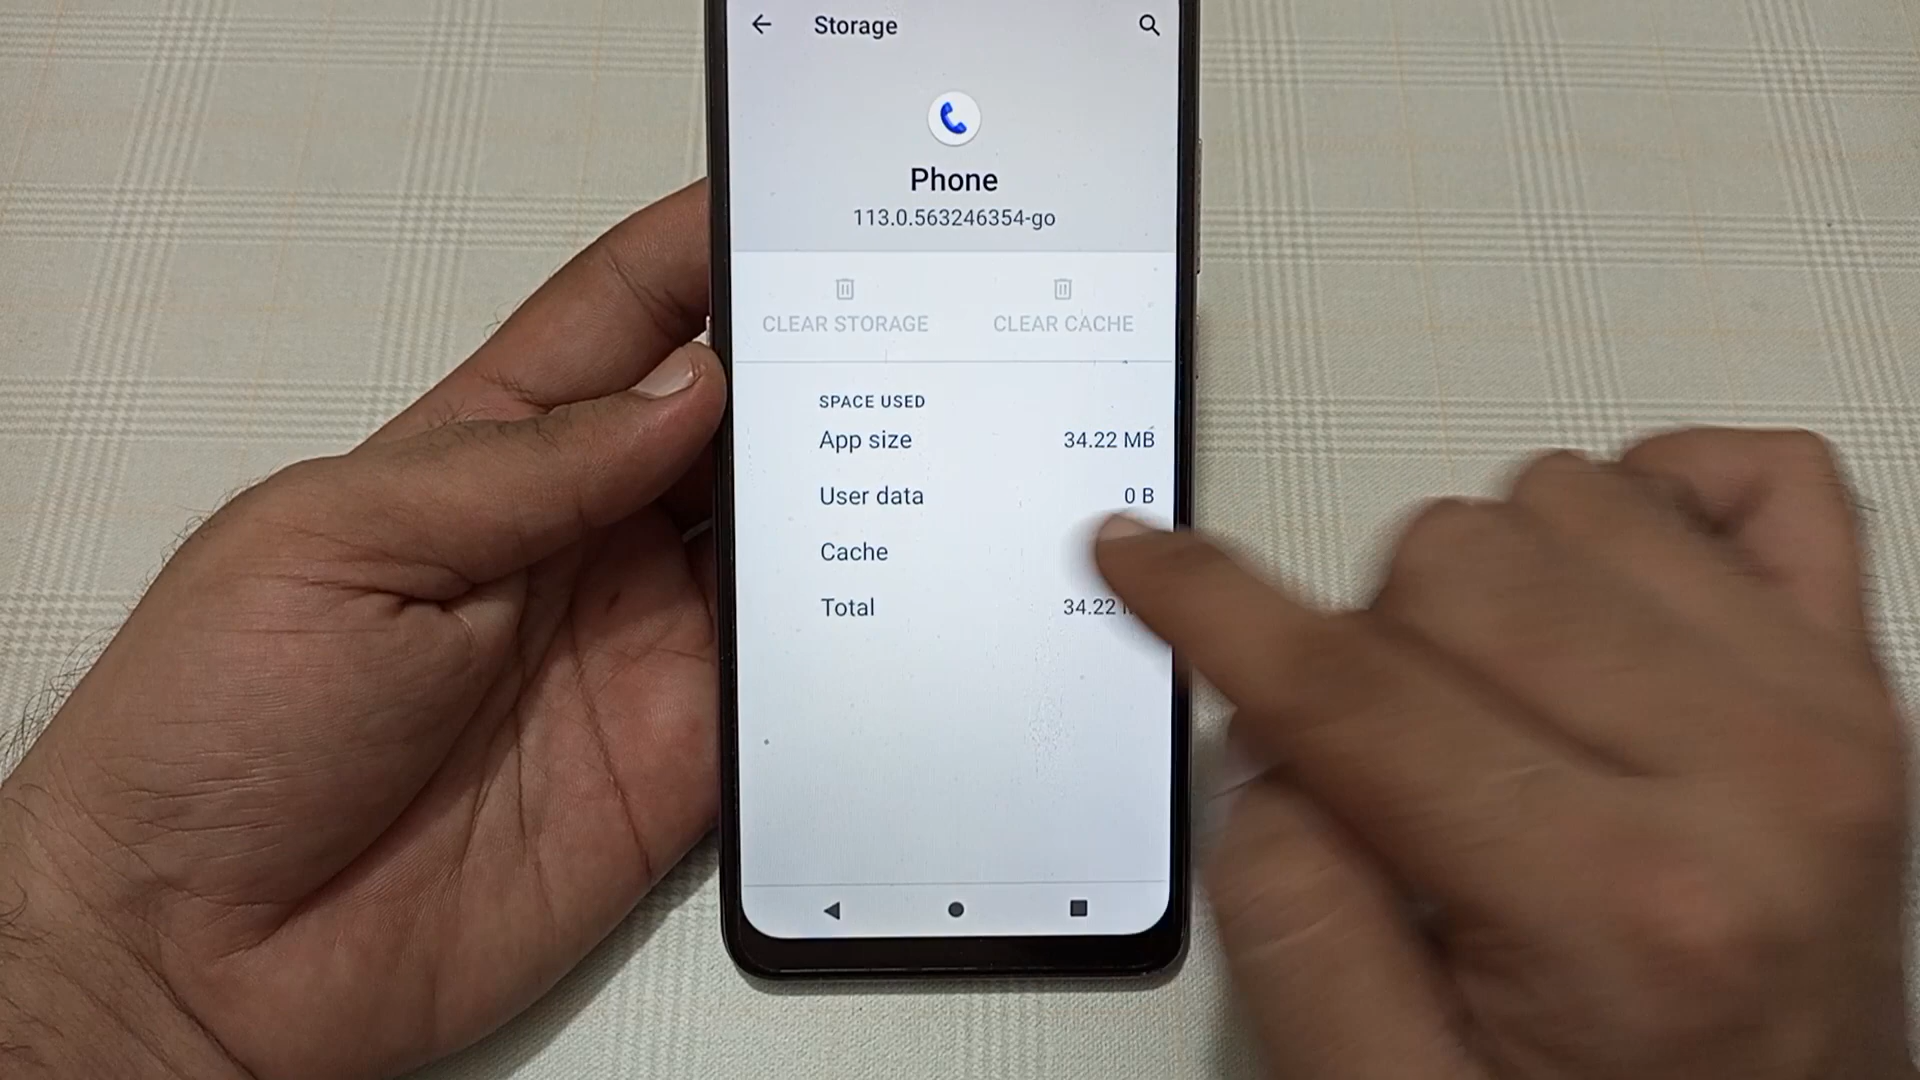 Storage
Phone
113.0.563246354-go
CLEAR STORAGE
CLEAR CACHE
SPACE USED
App size 34.22 MB
User data 0 B
Cache
Total 34.22